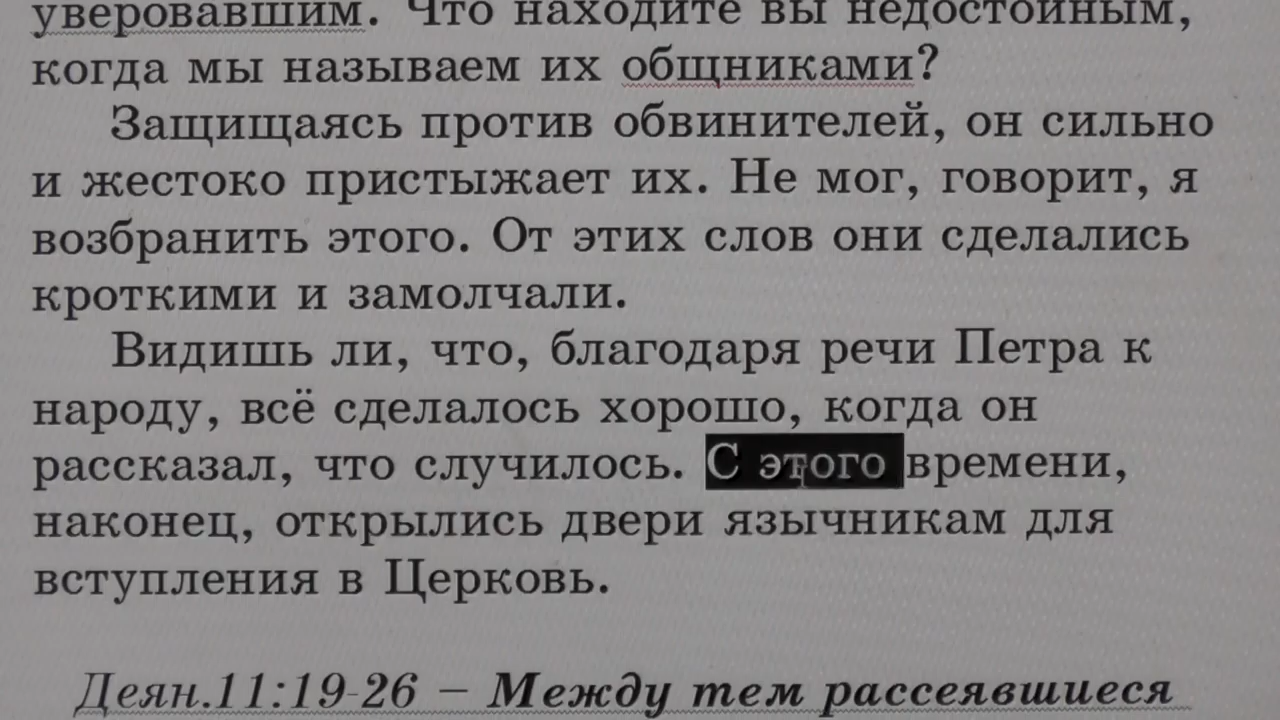 уверовавшим. Что находите вы недостойным,
когда мы называем их общниками?
Защищаясь против обвинителей, он сильно
и жестоко пристыжает их. Не мог, говорит, я
возбранить этого. От этих слов они сделались
кроткими и замолчали.
Видишь ли, что, благодаря речи Петра к
народу, всё сделалось хорошо, когда он
рассказал, что случилось. С этого времени,
наконец, открылись двери язычникам для
вступления в Церковь.
Деян.11:19-26 – Между тем рассеявшиеся